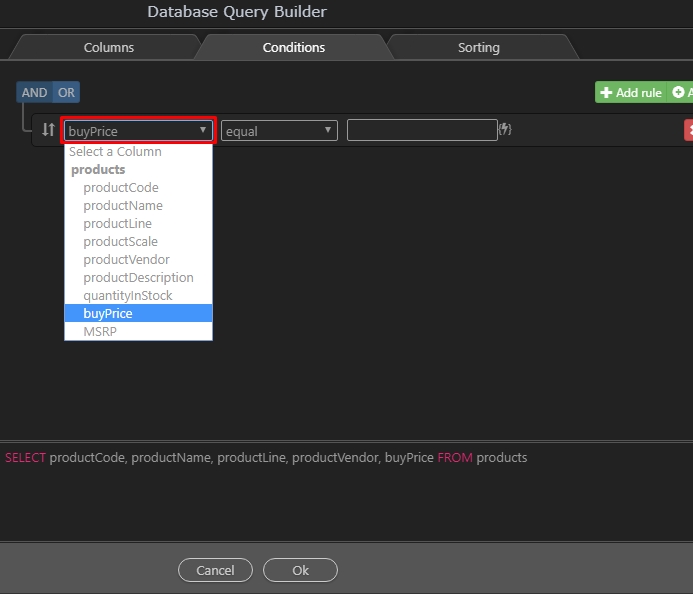 Database Query Builder
Columns Conditions Sorting
AND OR
Add rule A
buyPrice equal
Select a Column
products
productCode
productName
productLine
productScale
productVendor
productDescription
quantityInStock
buyPrice
MSRP
SELECT productCode, productName, productLine, productVendor, buyPrice FROM products
Cancel Ok